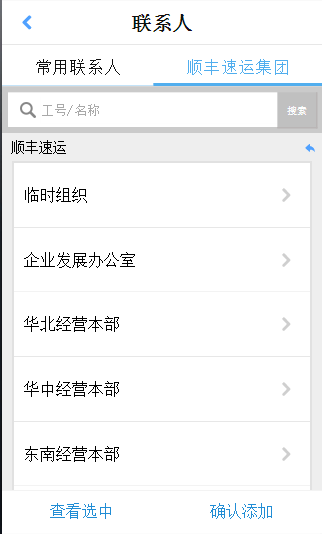 联系人
常用联系人 顺丰速运集团
工号/名称 搜索
顺丰速运
临时组织
企业发展办公室
华北经营本部
华中经营本部
东南经营本部
查看选中 确认添加